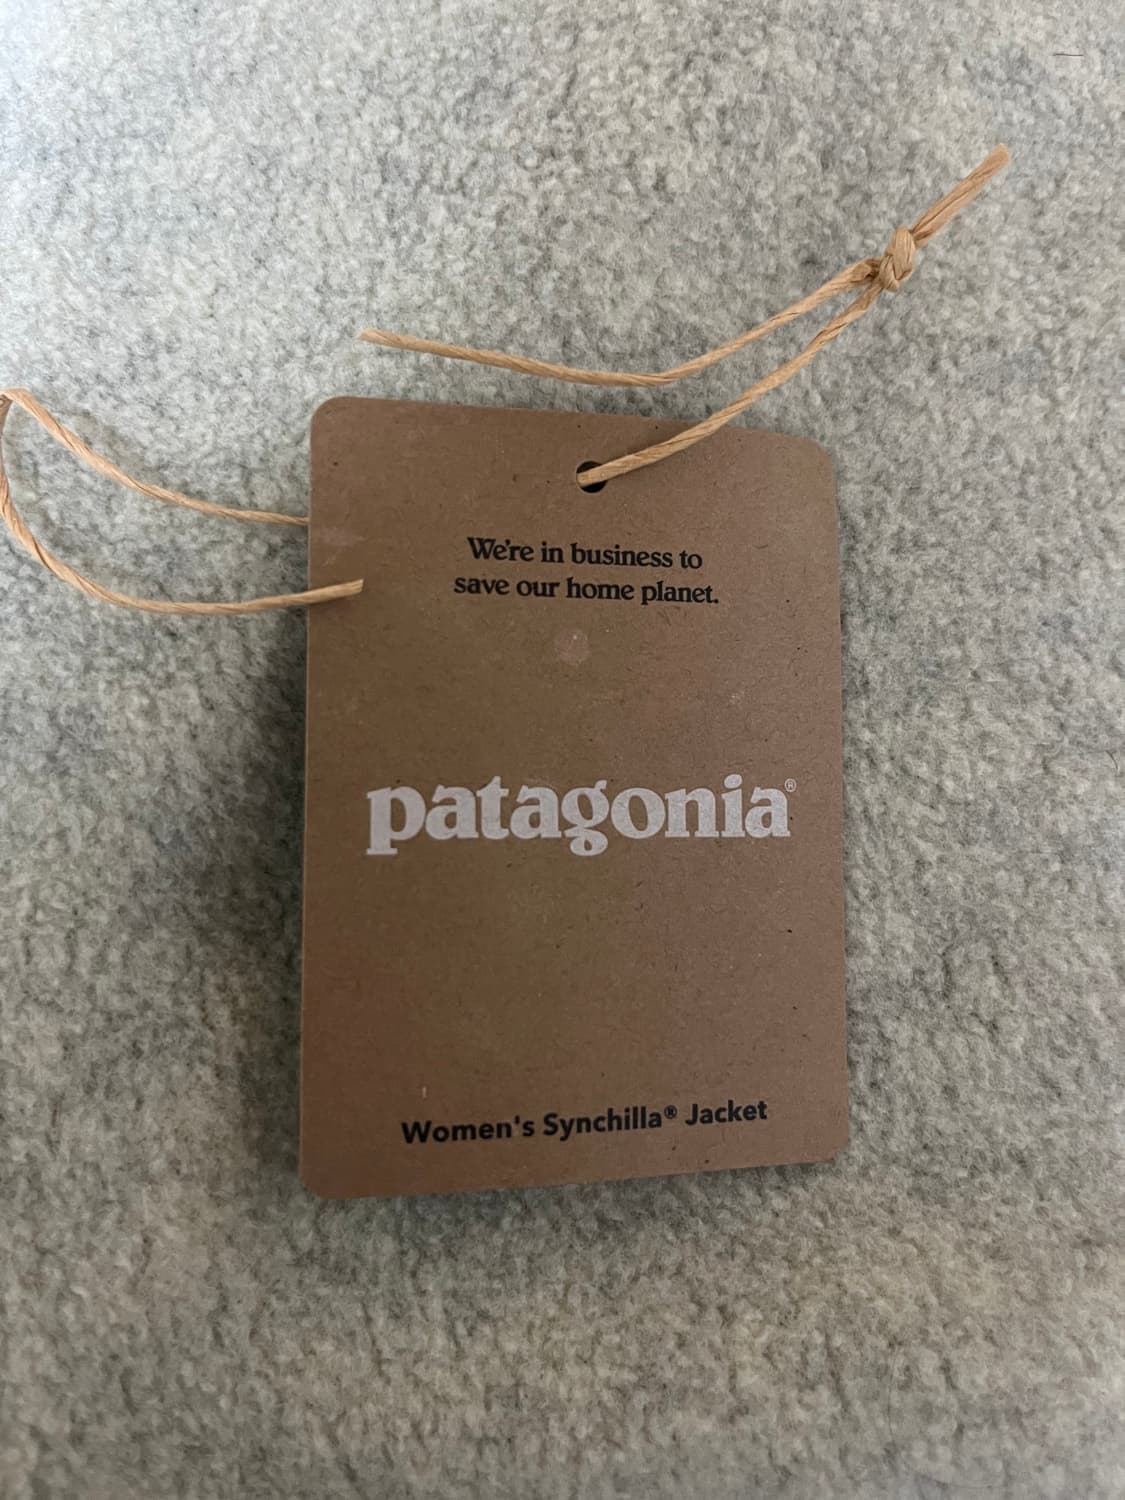 We're in business to
save our home planet.
patagonia®
Women's Synchilla® Jacket